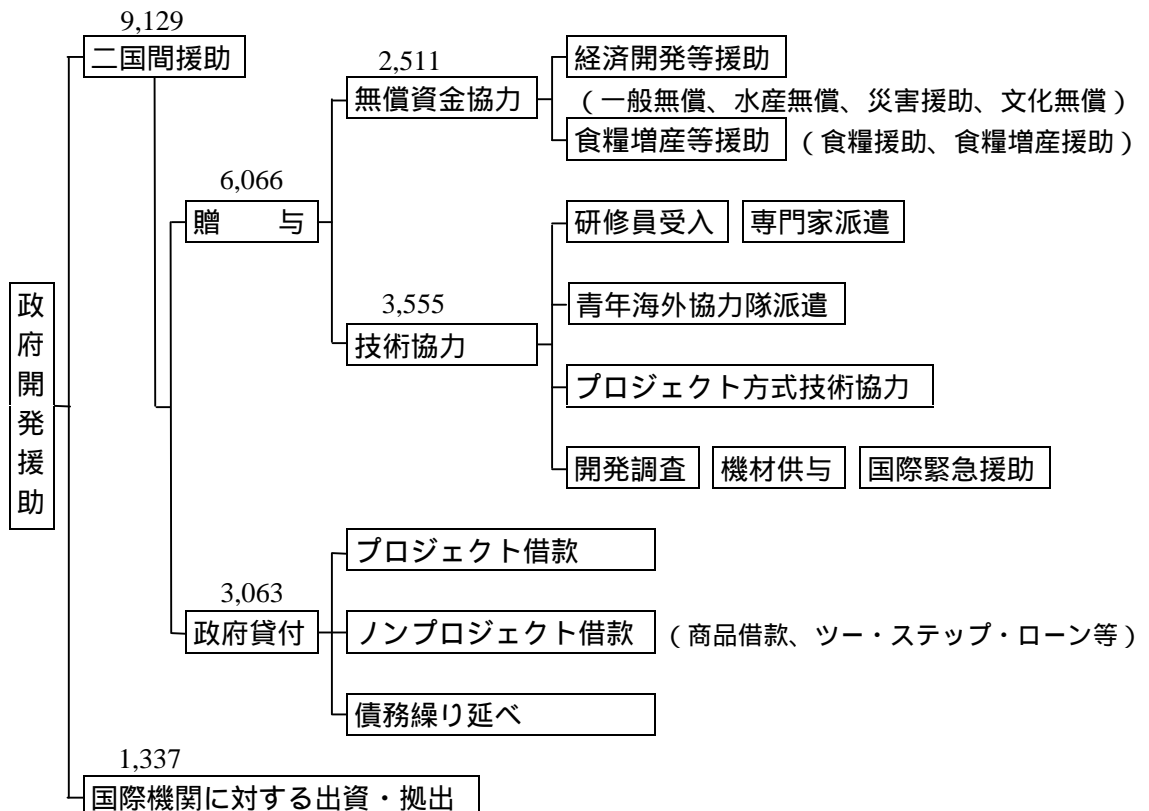 9,129
二国間援助
2,511
無償資金協力
経済開発等援助
(一般無償、水産無償、災害援助、文化無償)
食糧増産等援助 (食糧援助、食糧増産援助)
6,066
贈 与
研修員受入 専門家派遣
3,555
技術協力
青年海外協力隊派遣
プロジェクト方式技術協力
開発調査 機材供与 国際緊急援助
政府開発援助
3,063
政府貸付
プロジェクト借款
ノンプロジェクト借款 (商品借款、ツー・ステップ・ローン等)
債務繰り延べ
1,337
国際機関に対する出資・拠出